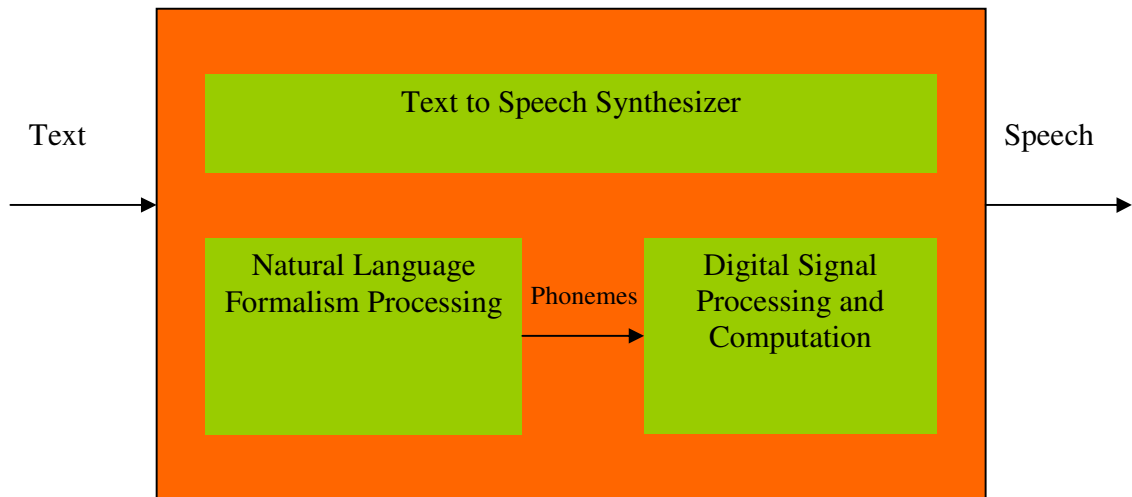 Text to Speech Synthesizer
Text
Speech
Natural Language
Formalism Processing
Phonemes
Digital Signal
Processing and
Computation